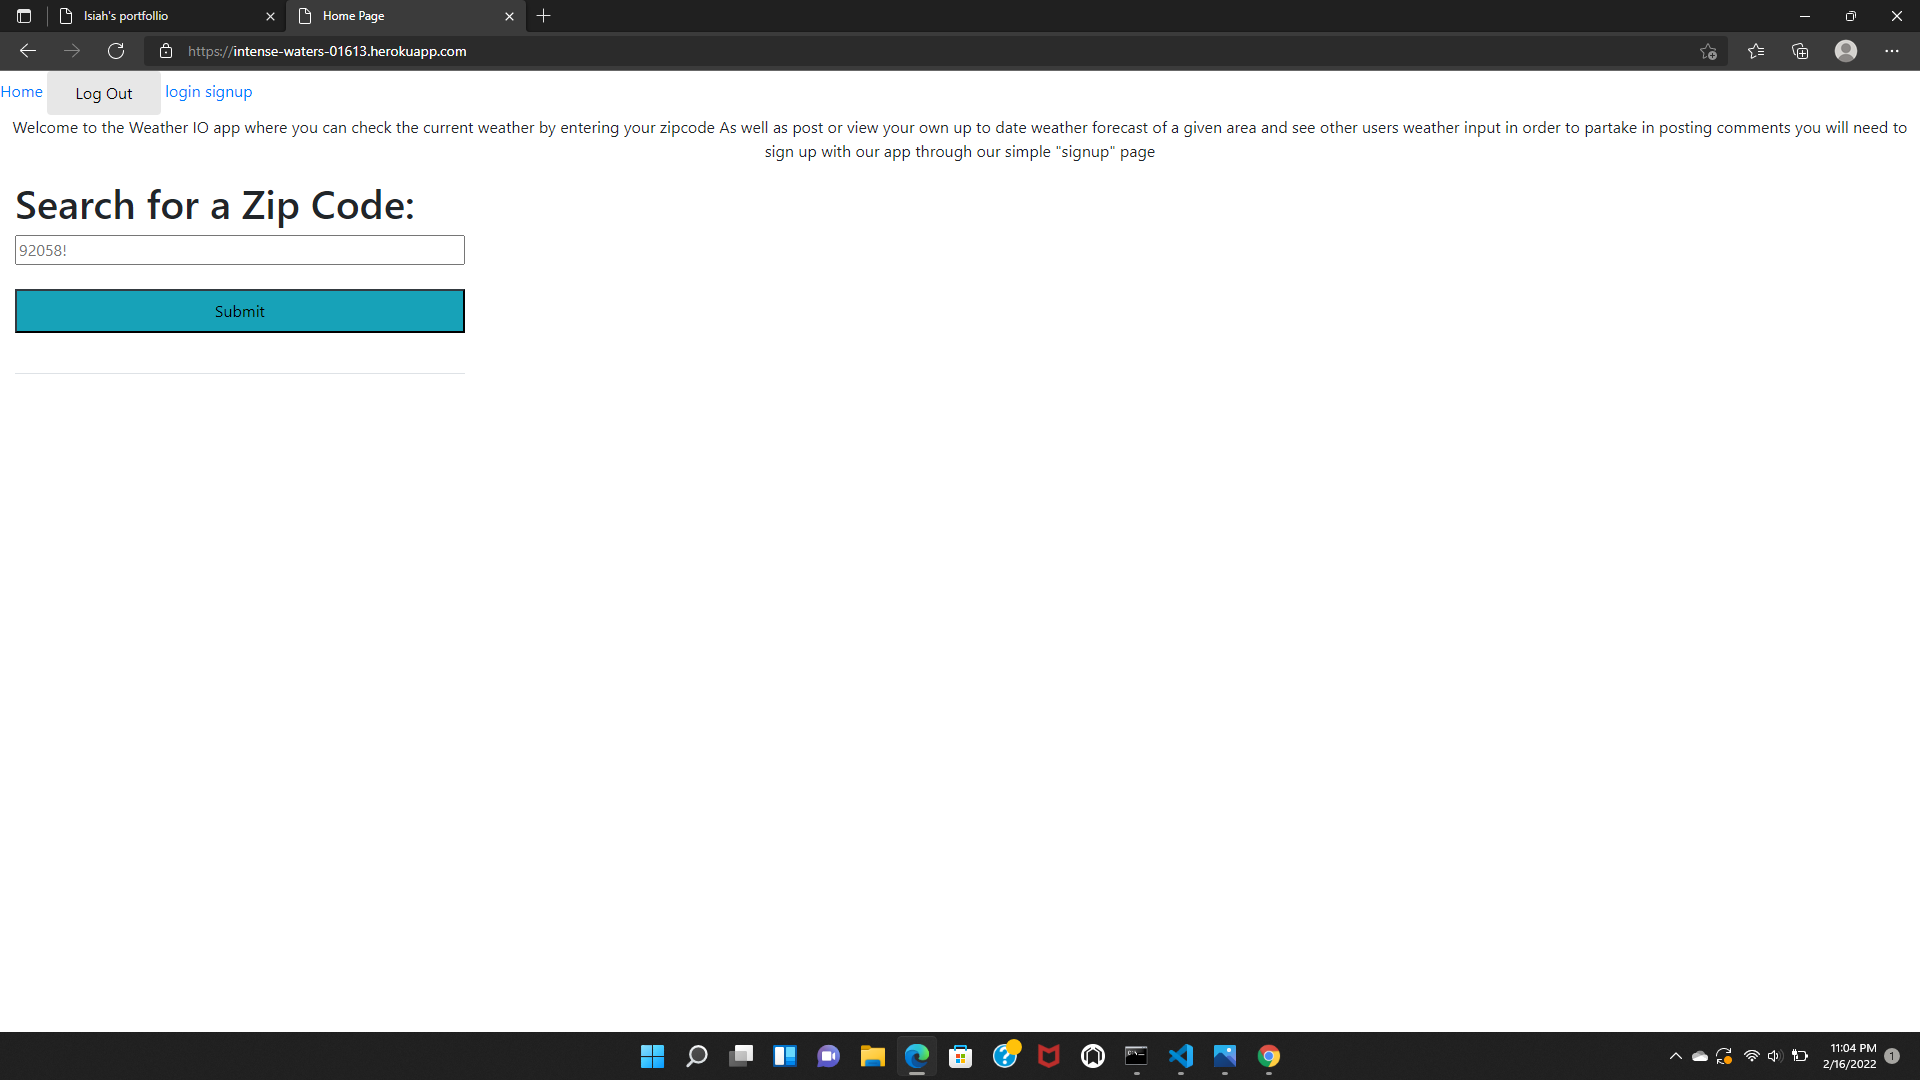 Isiah's portfollio
Home Page
https://intense-waters-01613.herokuapp.com
Home Log Out login signup
Welcome to the Weather IO app where you can check the current weather by entering your zipcode As well as post or view your own up to date weather forecast of a given area and see other users weather input in order to partake in posting comments you will need to
sign up with our app through our simple "signup" page
Search for a Zip Code:
92058!
Submit
11:04 PM
2/16/2022
1